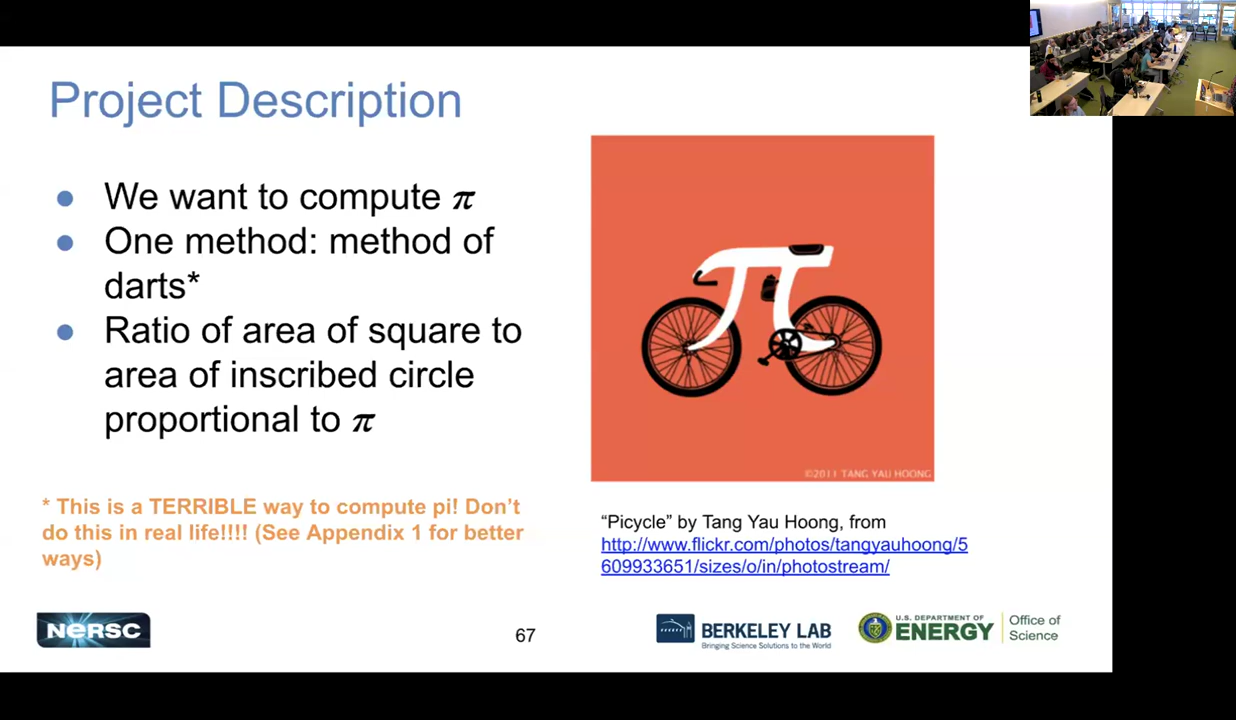 Project Description
● We want to compute π
● One method: method of
darts*
● Ratio of area of square to
area of inscribed circle
proportional to π
* This is a TERRIBLE way to compute pi! Don't
do this in real life!!!! (See Appendix 1 for better
ways)
©2011 TANG YAU HOONG
“Picycle” by Tang Yau Hoong, from
http://www.flickr.com/photos/tangyauhoong/5
609933651/sizes/o/in/photostream/
NERSC
67
BERKELEY LAB
Bringing Science Solutions to the World
U.S. DEPARTMENT OF
ENERGY
Office of
Science